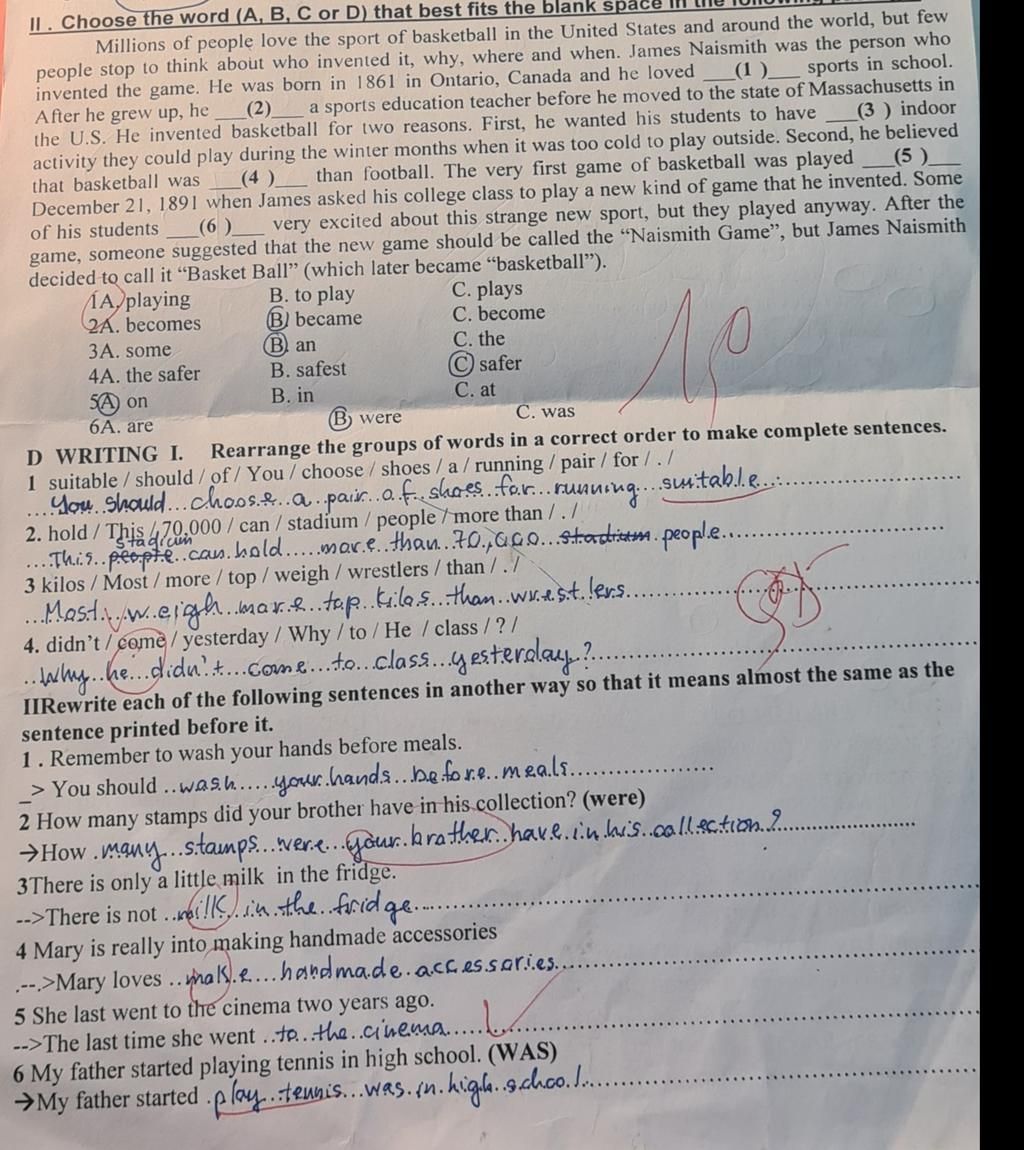 II . Choose the word (A, B, C or D) that best fits the blank space in the
Millions of people love the sport of basketball in the United States and around the world, but few
people stop to think about who invented it, why, where and when. James Naismith was the person who
invented the game. He was born in 1861 in Ontario, Canada and he loved ___(1 )___ sports in school.
After he grew up, he ___(2)___ a sports education teacher before he moved to the state of Massachusetts in
the U.S. He invented basketball for two reasons. First, he wanted his students to have ___(3 ) indoor
activity they could play during the winter months when it was too cold to play outside. Second, he believed
that basketball was ___(4 )___ than football. The very first game of basketball was played ___(5 )___
December 21, 1891 when James asked his college class to play a new kind of game that he invented. Some
of his students ___(6 )___ very excited about this strange new sport, but they played anyway. After the
game, someone suggested that the new game should be called the “Naismith Game”, but James Naismith
decided to call it “Basket Ball” (which later became “basketball”).
1A. playing B. to play C. plays
2A. becomes B. became C. become
3A. some B. an C. the
4A. the safer B. safest C. safer
5A. on B. in C. at
6A. are B. were C. was
D WRITING I. Rearrange the groups of words in a correct order to make complete sentences.
1 suitable / should / of / You / choose / shoes / a / running / pair / for / . /
You should choose a pair of shoes for running suitable.
2. hold / This / 70,000 / can / stadium / people / more than / . /
stadium
This people can hold more than 70,000 stadium people
3 kilos / Most / more / top / weigh / wrestlers / than / . /
Most weigh more top kilos than wrestlers
4. didn't / come / yesterday / Why / to / He / class / ? /
Why he didn't come to class yesterday?
IIRewrite each of the following sentences in another way so that it means almost the same as the
sentence printed before it.
1 . Remember to wash your hands before meals.
_> You should wash your hands before meals
2 How many stamps did your brother have in his collection? (were)
→How many stamps were your brother have in his collection?
3There is only a little milk in the fridge.
-->There is not milk in the fridge
4 Mary is really into making handmade accessories
.--.>Mary loves make handmade accessories
5 She last went to the cinema two years ago.
-->The last time she went to the cinema
6 My father started playing tennis in high school. (WAS)
→My father started play tennis was in high school